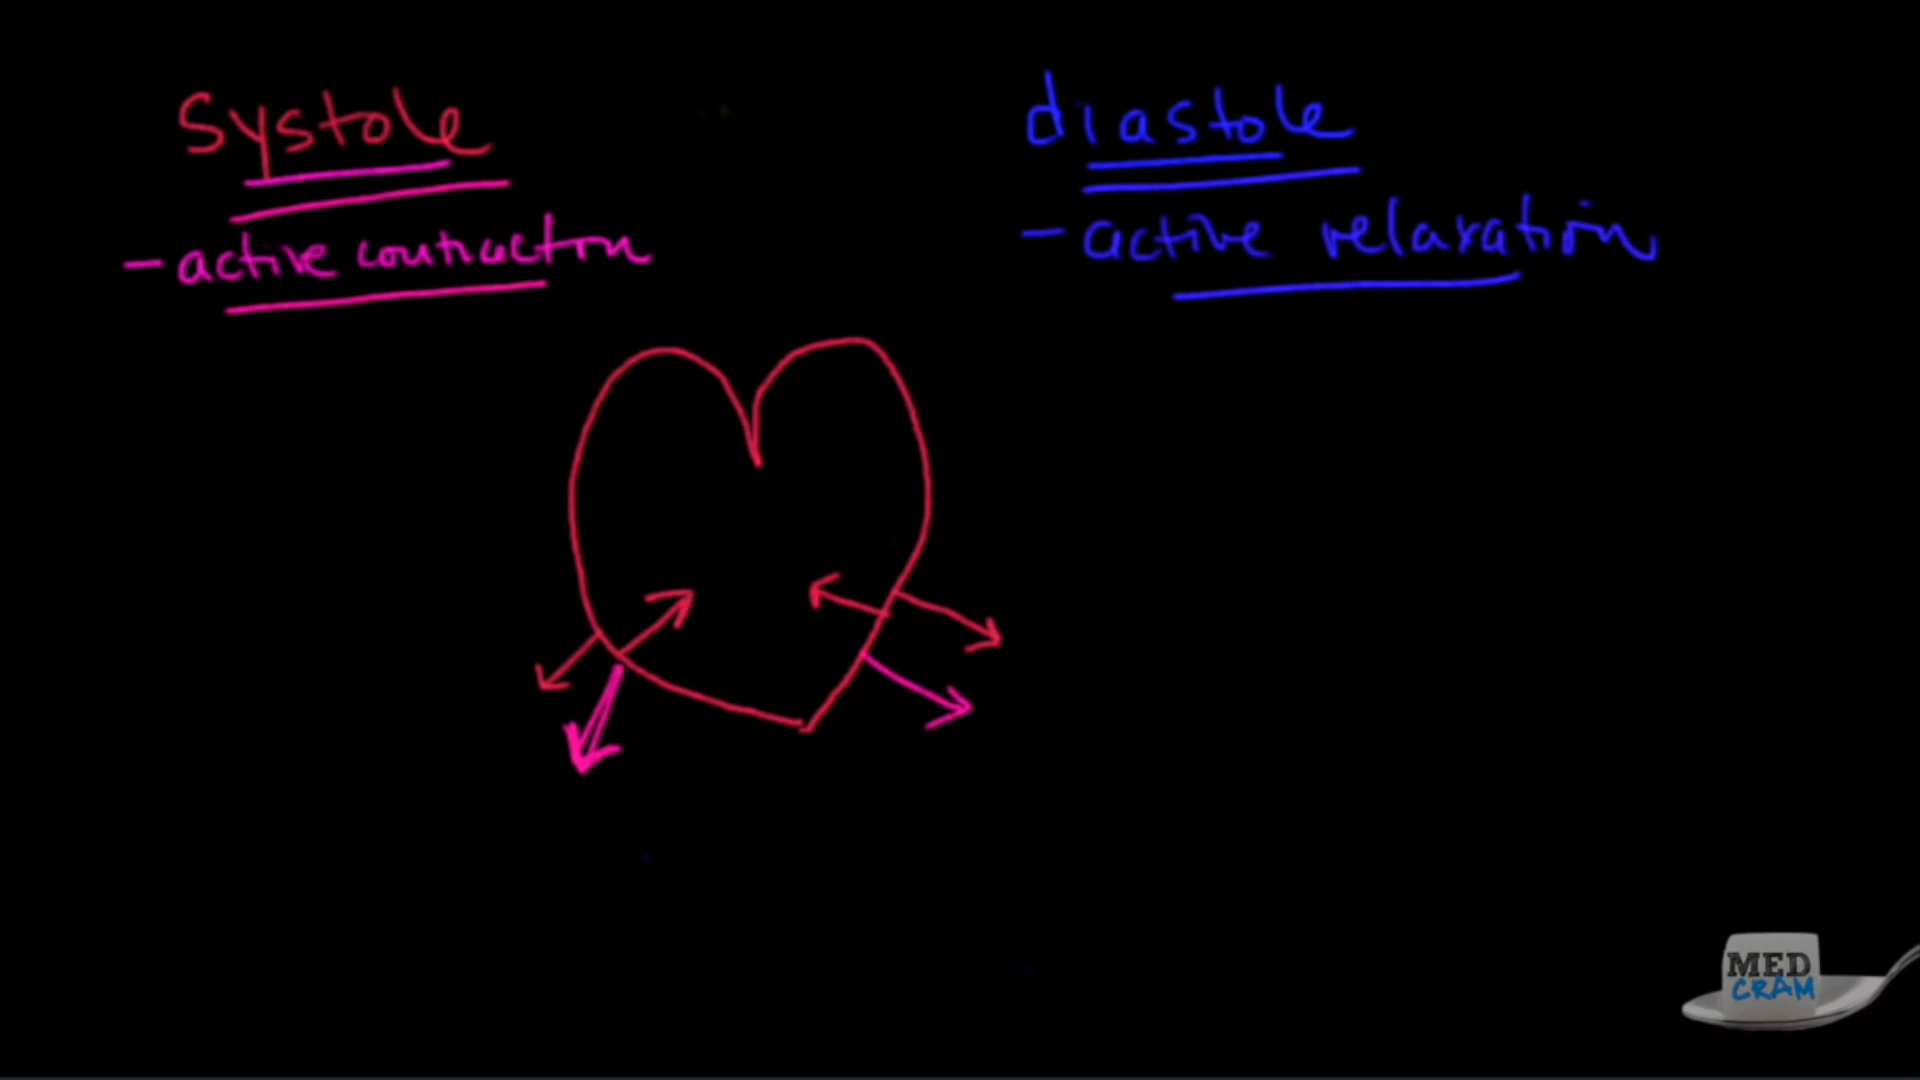 Systole
diastole
- active contraction
- active relaxation
MED
CRAM